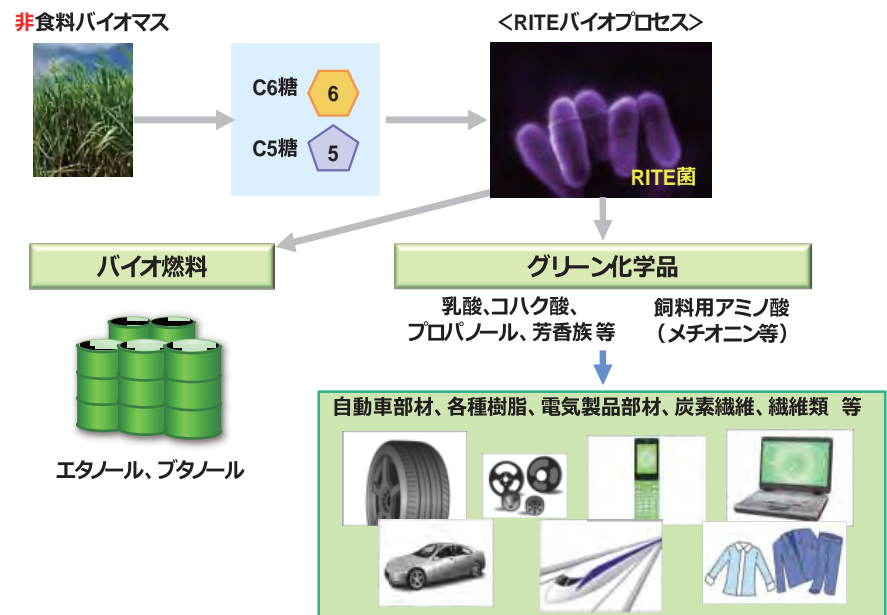 非食料バイオマス
<RITEバイオプロセス>
C6糖
6
C5糖
5
RITE菌
バイオ燃料
グリーン化学品
乳酸、コハク酸、
プロパノール、芳香族 等
飼料用アミノ酸
（メチオニン等）
自動車部材、各種樹脂、電気製品部材、炭素繊維、繊維類 等
エタノール、ブタノール